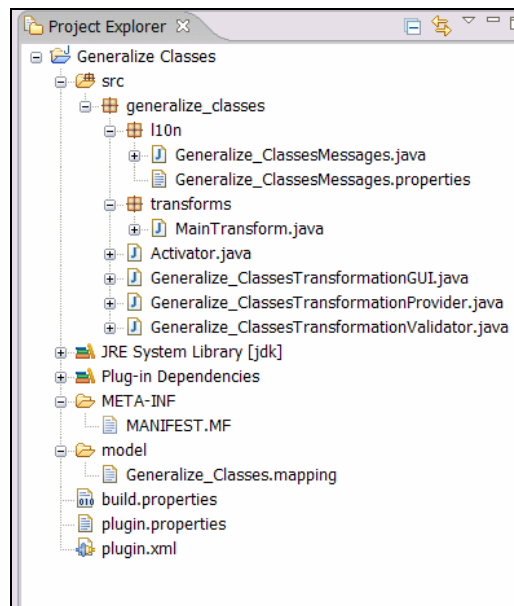 Project Explorer
Generalize Classes
src
generalize_classes
l10n
Generalize_ClassesMessages.java
Generalize_ClassesMessages.properties
transforms
MainTransform.java
Activator.java
Generalize_ClassesTransformationGUI.java
Generalize_ClassesTransformationProvider.java
Generalize_ClassesTransformationValidator.java
JRE System Library [jdk]
Plug-in Dependencies
META-INF
MANIFEST.MF
model
Generalize_Classes.mapping
build.properties
plugin.properties
plugin.xml